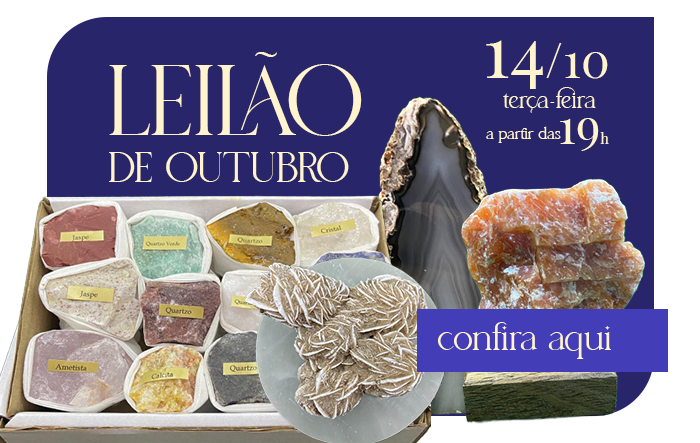 LEILÃO
DE OUTUBRO
14/10
terça-feira
a partir das 19h
Jaspe
Quartzo Verde
Quartzo
Cristal
Jaspe
Quartzo
Ametista
Calcita
Quartzo
confira aqui